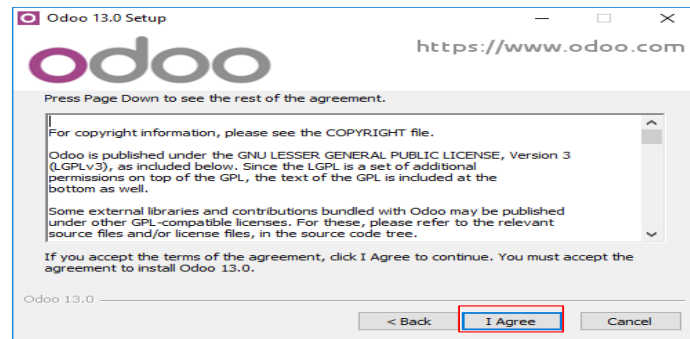 Odoo 13.0 Setup
odoo
https://www.odoo.com
Press Page Down to see the rest of the agreement.
For copyright information, please see the COPYRIGHT file.
Odoo is published under the GNU LESSER GENERAL PUBLIC LICENSE, Version 3
(LGPLv3), as included below. Since the LGPL is a set of additional
permissions on top of the GPL, the text of the GPL is included at the
bottom as well.
Some external libraries and contributions bundled with Odoo may be published
under other GPL-compatible licenses. For these, please refer to the relevant
source files and/or license files, in the source code tree.
If you accept the terms of the agreement, click I Agree to continue. You must accept the
agreement to install Odoo 13.0.
Odoo 13.0
< Back
I Agree
Cancel